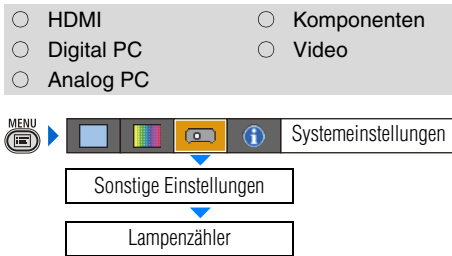 HDMI
Komponenten
Digital PC
Video
Analog PC
MENU
Systemeinstellungen
Sonstige Einstellungen
Lampenzähler